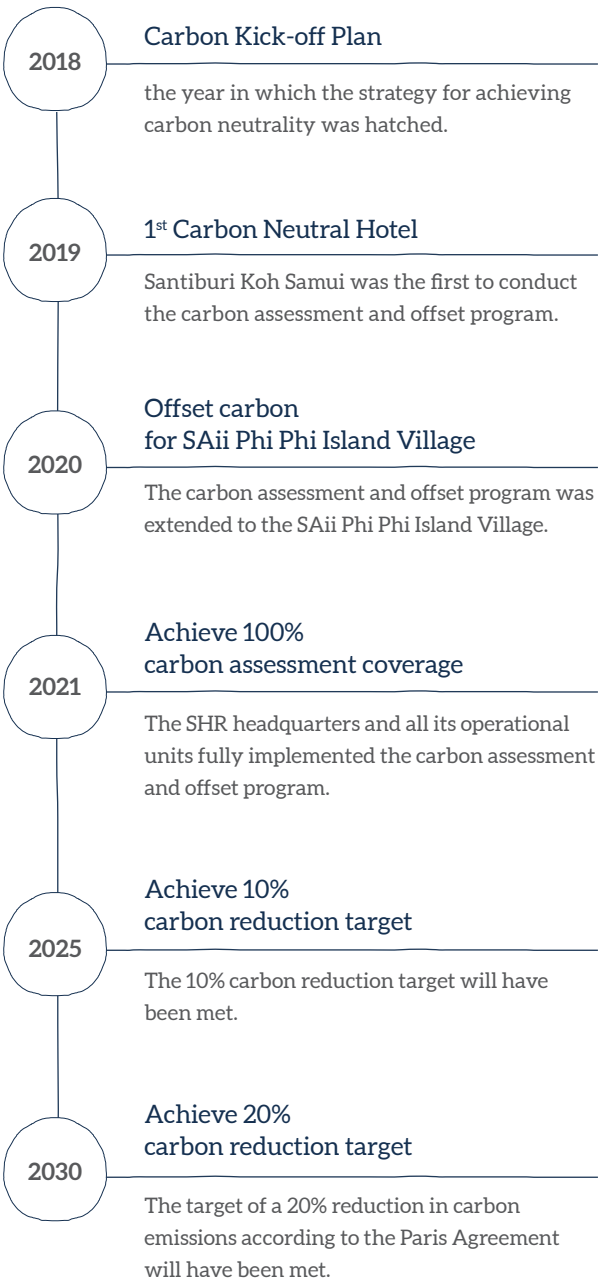 2018
Carbon Kick-off Plan
the year in which the strategy for achieving
carbon neutrality was hatched.
2019
1st Carbon Neutral Hotel
Santiburi Koh Samui was the first to conduct
the carbon assessment and offset program.
2020
Offset carbon
for SAii Phi Phi Island Village
The carbon assessment and offset program was
extended to the SAii Phi Phi Island Village.
2021
Achieve 100%
carbon assessment coverage
The SHR headquarters and all its operational
units fully implemented the carbon assessment
and offset program.
2025
Achieve 10%
carbon reduction target
The 10% carbon reduction target will have
been met.
2030
Achieve 20%
carbon reduction target
The target of a 20% reduction in carbon
emissions according to the Paris Agreement
will have been met.